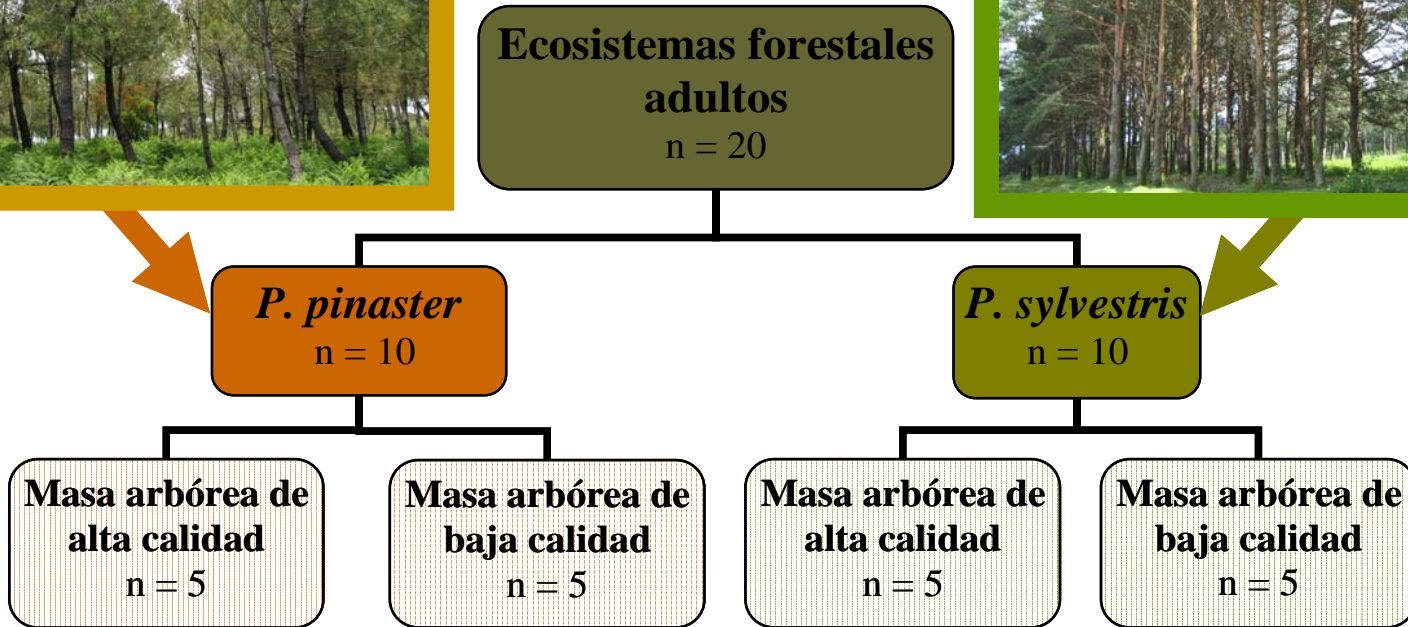 Ecosistemas forestales
adultos
n = 20
P. pinaster
n = 10
P. sylvestris
n = 10
Masa arbórea de
alta calidad
n = 5
Masa arbórea de
baja calidad
n = 5
Masa arbórea de
alta calidad
n = 5
Masa arbórea de
baja calidad
n = 5